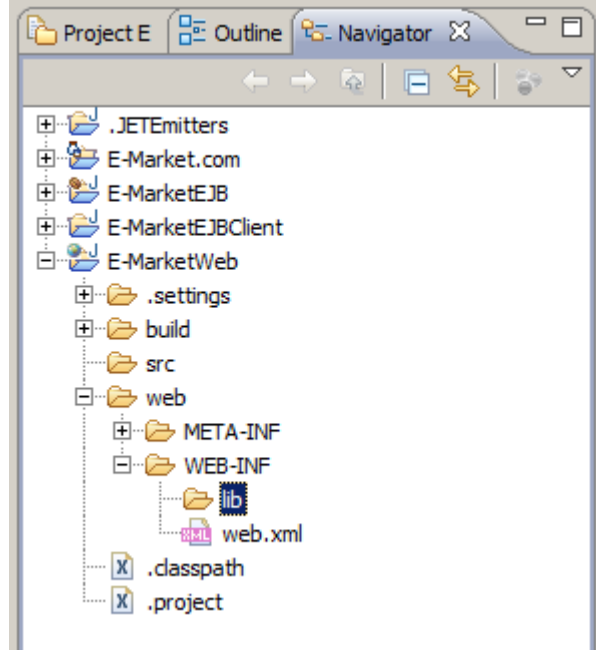 Project E Outline Navigator
.JETEmitters
E-Market.com
E-MarketEJB
E-MarketEJBClient
E-MarketWeb
.settings
build
src
web
META-INF
WEB-INF
lib
XML web.xml
X .classpath
X .project